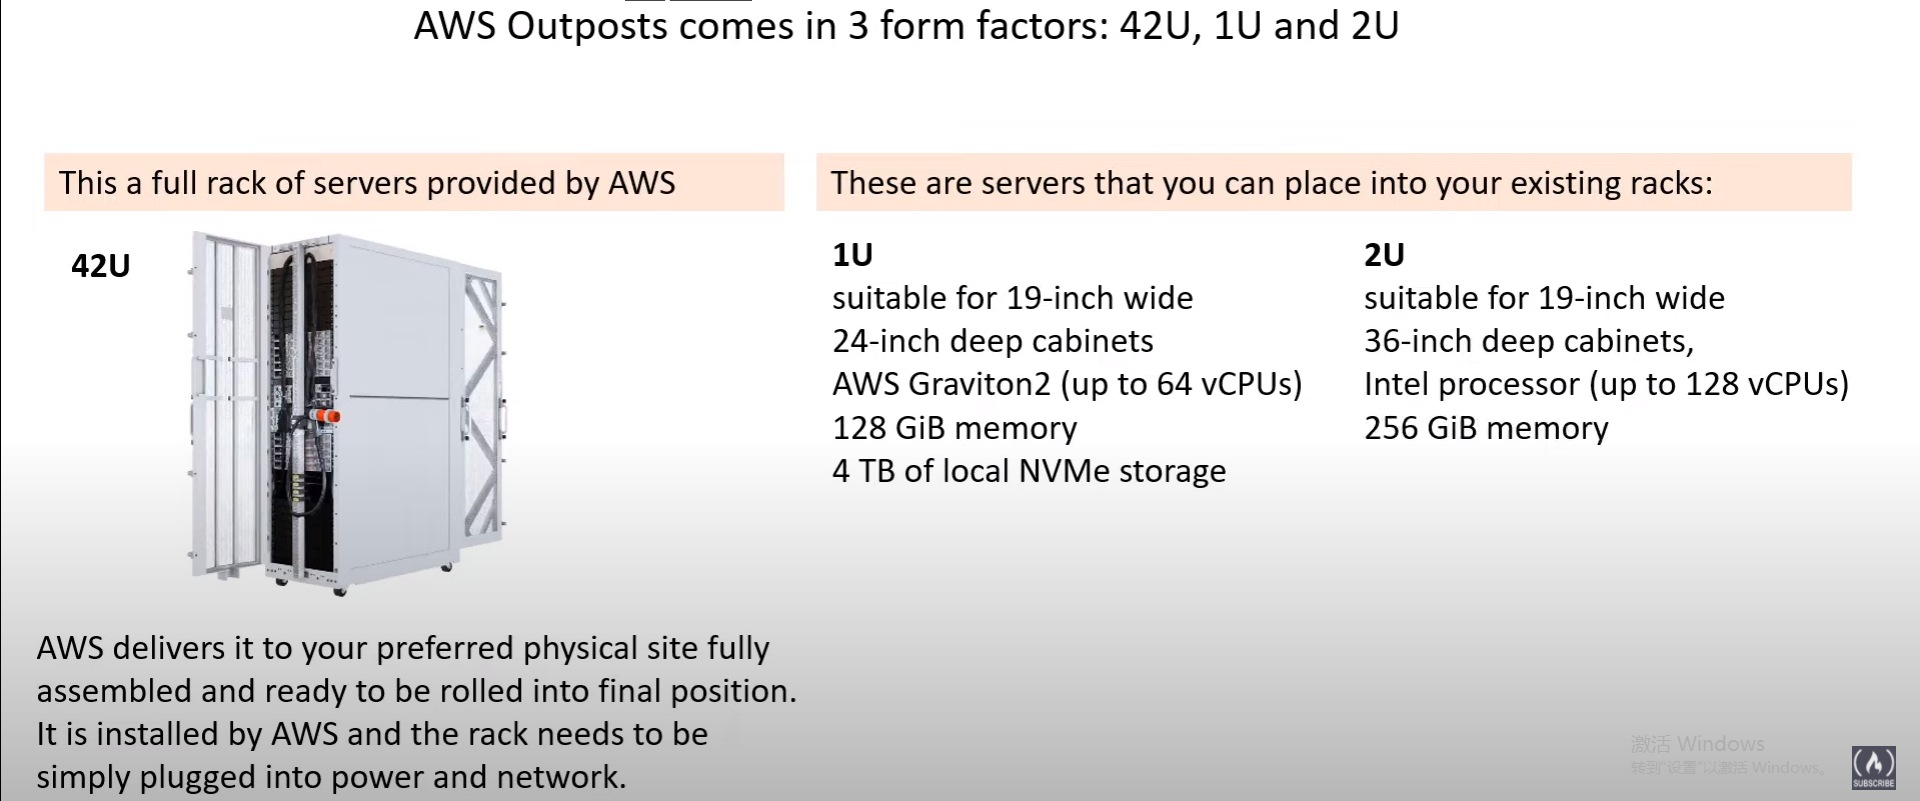 AWS Outposts comes in 3 form factors: 42U, 1U and 2U
This a full rack of servers provided by AWS
42U
AWS delivers it to your preferred physical site fully
assembled and ready to be rolled into final position.
It is installed by AWS and the rack needs to be
simply plugged into power and network.
These are servers that you can place into your existing racks:
1U
suitable for 19-inch wide
24-inch deep cabinets
AWS Graviton2 (up to 64 vCPUs)
128 GiB memory
4 TB of local NVMe storage
2U
suitable for 19-inch wide
36-inch deep cabinets,
Intel processor (up to 128 vCPUs)
256 GiB memory
激活 Windows
转到"设置"以激活 Windows。
SUBSCRIBE